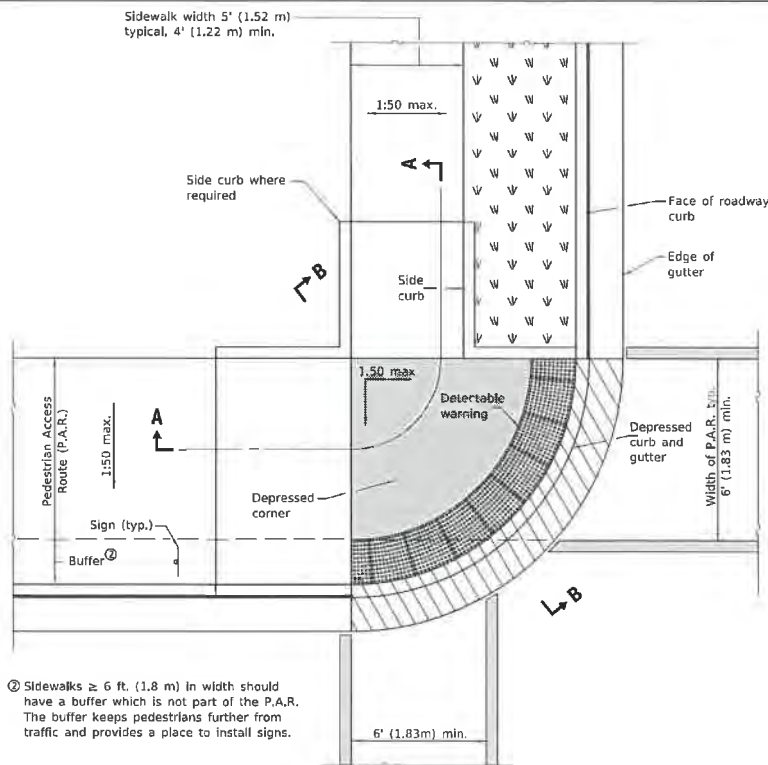 Sidewalk width 5' (1.52 m)
typical, 4' (1.22 m) min.
1:50 max.
A
Side curb where
required
Face of roadway
curb
B
Side
curb
Edge of
gutter
1:50 max
Detectable
warning
Pedestrian Access
Route (P.A.R.)
1:50 max.
A
Depressed
curb and
gutter
Width of P.A.R. typ.
6' (1.83 m) min.
Depressed
corner
Sign (typ.)
Buffer②
B
② Sidewalks ≥ 6 ft. (1.8 m) in width should
have a buffer which is not part of the P.A.R.
The buffer keeps pedestrians further from
traffic and provides a place to install signs.
6' (1.83m) min.